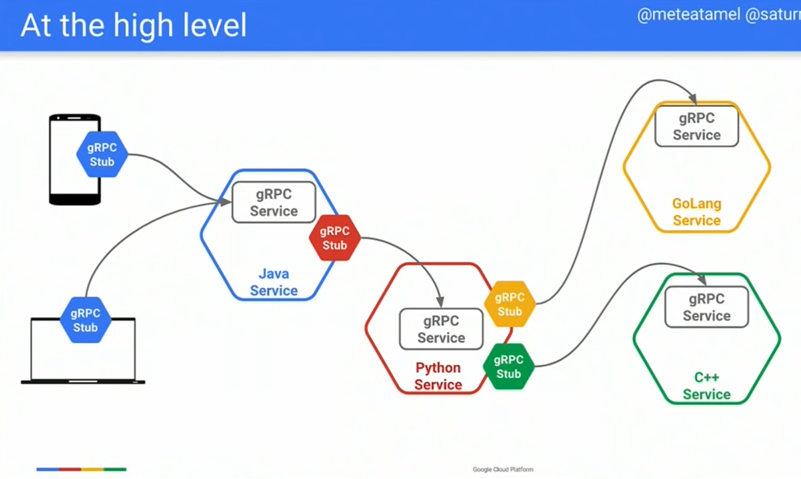 At the high level
@meteatamel
gRPC
Stub
gRPC
Stub
gRPC
Service
Java
Service
gRPC
Stub
gRPC
Service
Python
Service
gRPC
Stub
gRPC
Stub
gRPC
Service
GoLang
Service
gRPC
Service
C++
Service
Google Cloud Platform